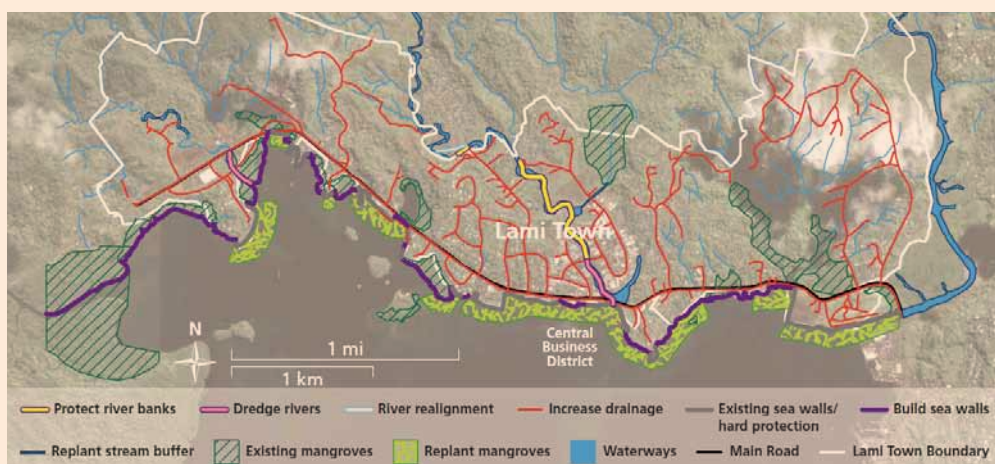 Lami Town
Central
Business
District
N
1 mi
1 km
Protect river banks
Dredge rivers
River realignment
Increase drainage
Existing sea walls/
hard protection
Build sea walls
Replant stream buffer
Existing mangroves
Replant mangroves
Waterways
Main Road
Lami Town Boundary